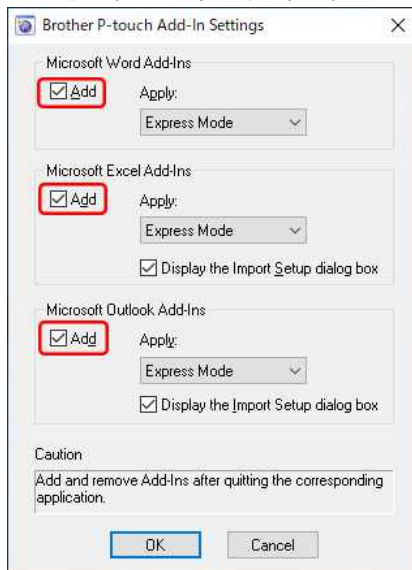 Brother P-touch Add-In Settings
Microsoft Word Add-Ins
Add
Apply:
Express Mode
Microsoft Excel Add-Ins
Add
Apply:
Express Mode
Display the Import Setup dialog box
Microsoft Outlook Add-Ins
Add
Apply:
Express Mode
Display the Import Setup dialog box
Caution
Add and remove Add-Ins after quitting the corresponding
application.
OK Cancel